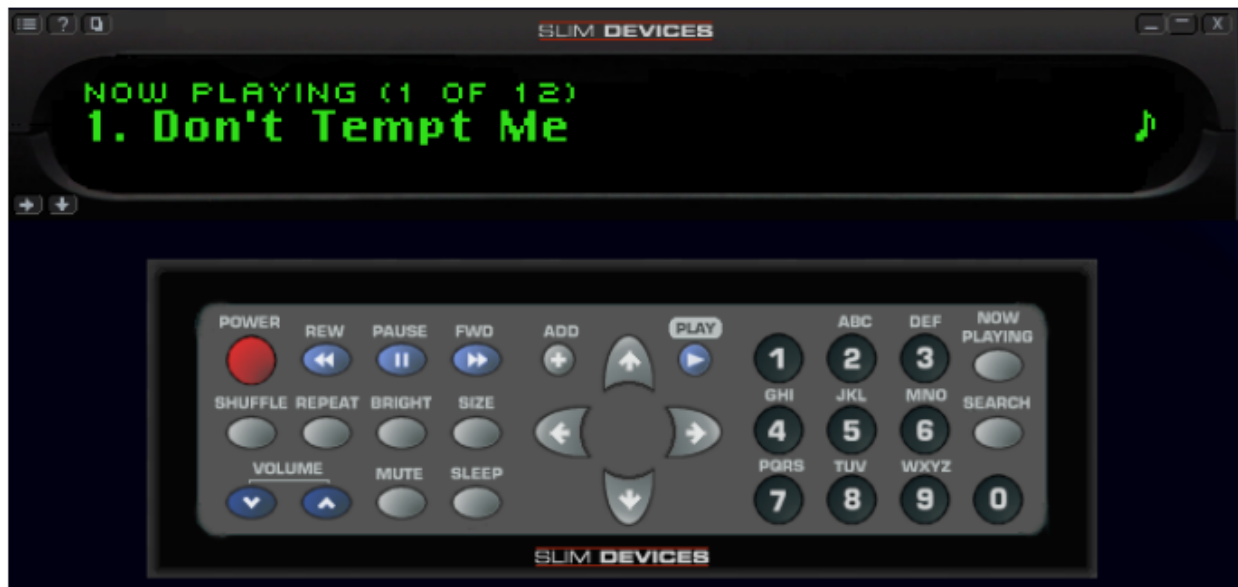 ?
SLIM DEVICES
X
NOW PLAYING (1 OF 12)
1. Don't Tempt Me
POWER REW PAUSE FWD ADD PLAY
1
ABC
2
DEF
3
NOW
PLAYING
SHUFFLE REPEAT BRIGHT SIZE
GHI
4
JKL
5
MNO
6
SEARCH
VOLUME MUTE SLEEP
PQRS
7
TUV
8
WXYZ
9
0
SLIM DEVICES